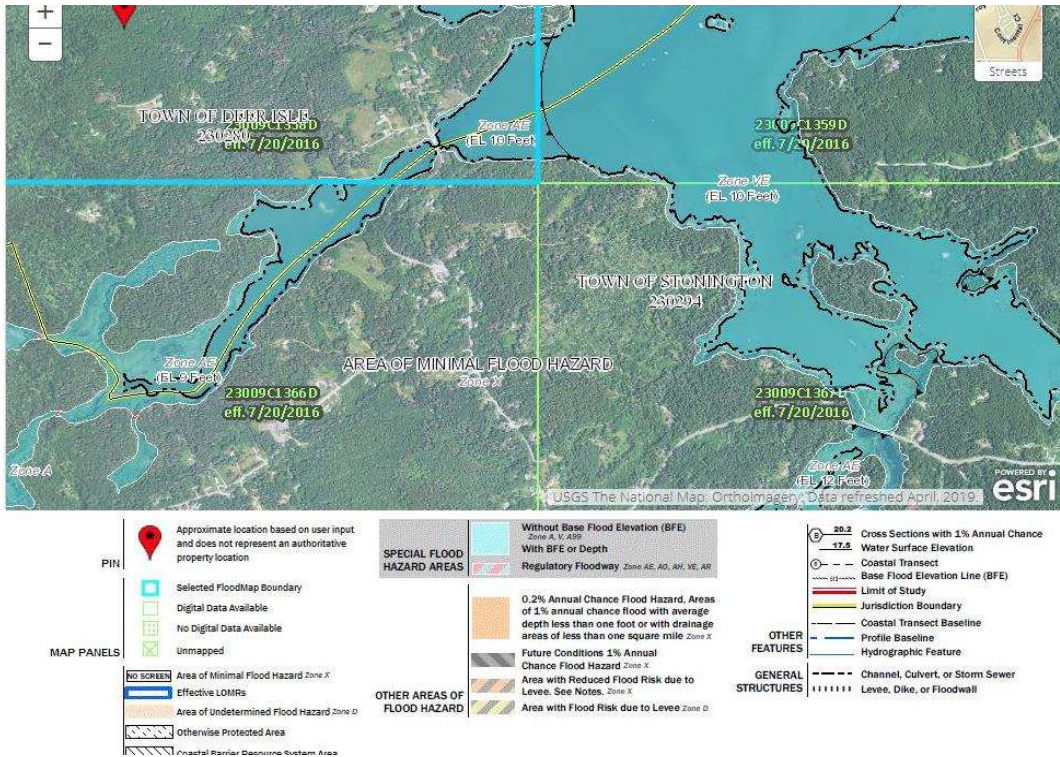 +
−
Streets
TOWN OF DEER ISLE
230280
23009C1358D
eff. 7/20/2016
Zone AE
(EL 10 Feet)
23009C1359D
eff. 7/20/2016
Zone VE
(EL 10 Feet)
TOWN OF STONINGTON
230294
Zone AE
(EL 9 Feet)
AREA OF MINIMAL FLOOD HAZARD
Zone X
23009C1366D
eff. 7/20/2016
eff. 7/20/2016
Zone A
Zone AE
(EL 12 Feet)
POWERED BY
esri
USGS The National Map: Orthoimagery. Data refreshed April, 2019.
PIN
Approximate location based on user input
and does not represent an authoritative
property location
MAP PANELS
Selected FloodMap Boundary
Digital Data Available
No Digital Data Available
Unmapped
NO SCREEN Area of Minimal Flood Hazard Zone X
Effective LOMRs
Area of Undetermined Flood Hazard Zone D
Otherwise Protected Area
Coastal Barrier Resource System Area
SPECIAL FLOOD
HAZARD AREAS
Without Base Flood Elevation (BFE)
Zone A, V, A99
With BFE or Depth
Regulatory Floodway Zone AE, AO, AH, VE, AR
OTHER AREAS OF
FLOOD HAZARD
0.2% Annual Chance Flood Hazard, Areas
of 1% annual chance flood with average
depth less than one foot or with drainage
areas of less than one square mile Zone X
Future Conditions 1% Annual
Chance Flood Hazard Zone X
Area with Reduced Flood Risk due to
Levee. See Notes. Zone X
Area with Flood Risk due to Levee Zone D
OTHER
FEATURES
B 20.2 Cross Sections with 1% Annual Chance
17.5 Water Surface Elevation
8 Coastal Transect
513 Base Flood Elevation Line (BFE)
Limit of Study
Jurisdiction Boundary
Coastal Transect Baseline
Profile Baseline
Hydrographic Feature
GENERAL
STRUCTURES
Channel, Culvert, or Storm Sewer
Levee, Dike, or Floodwall